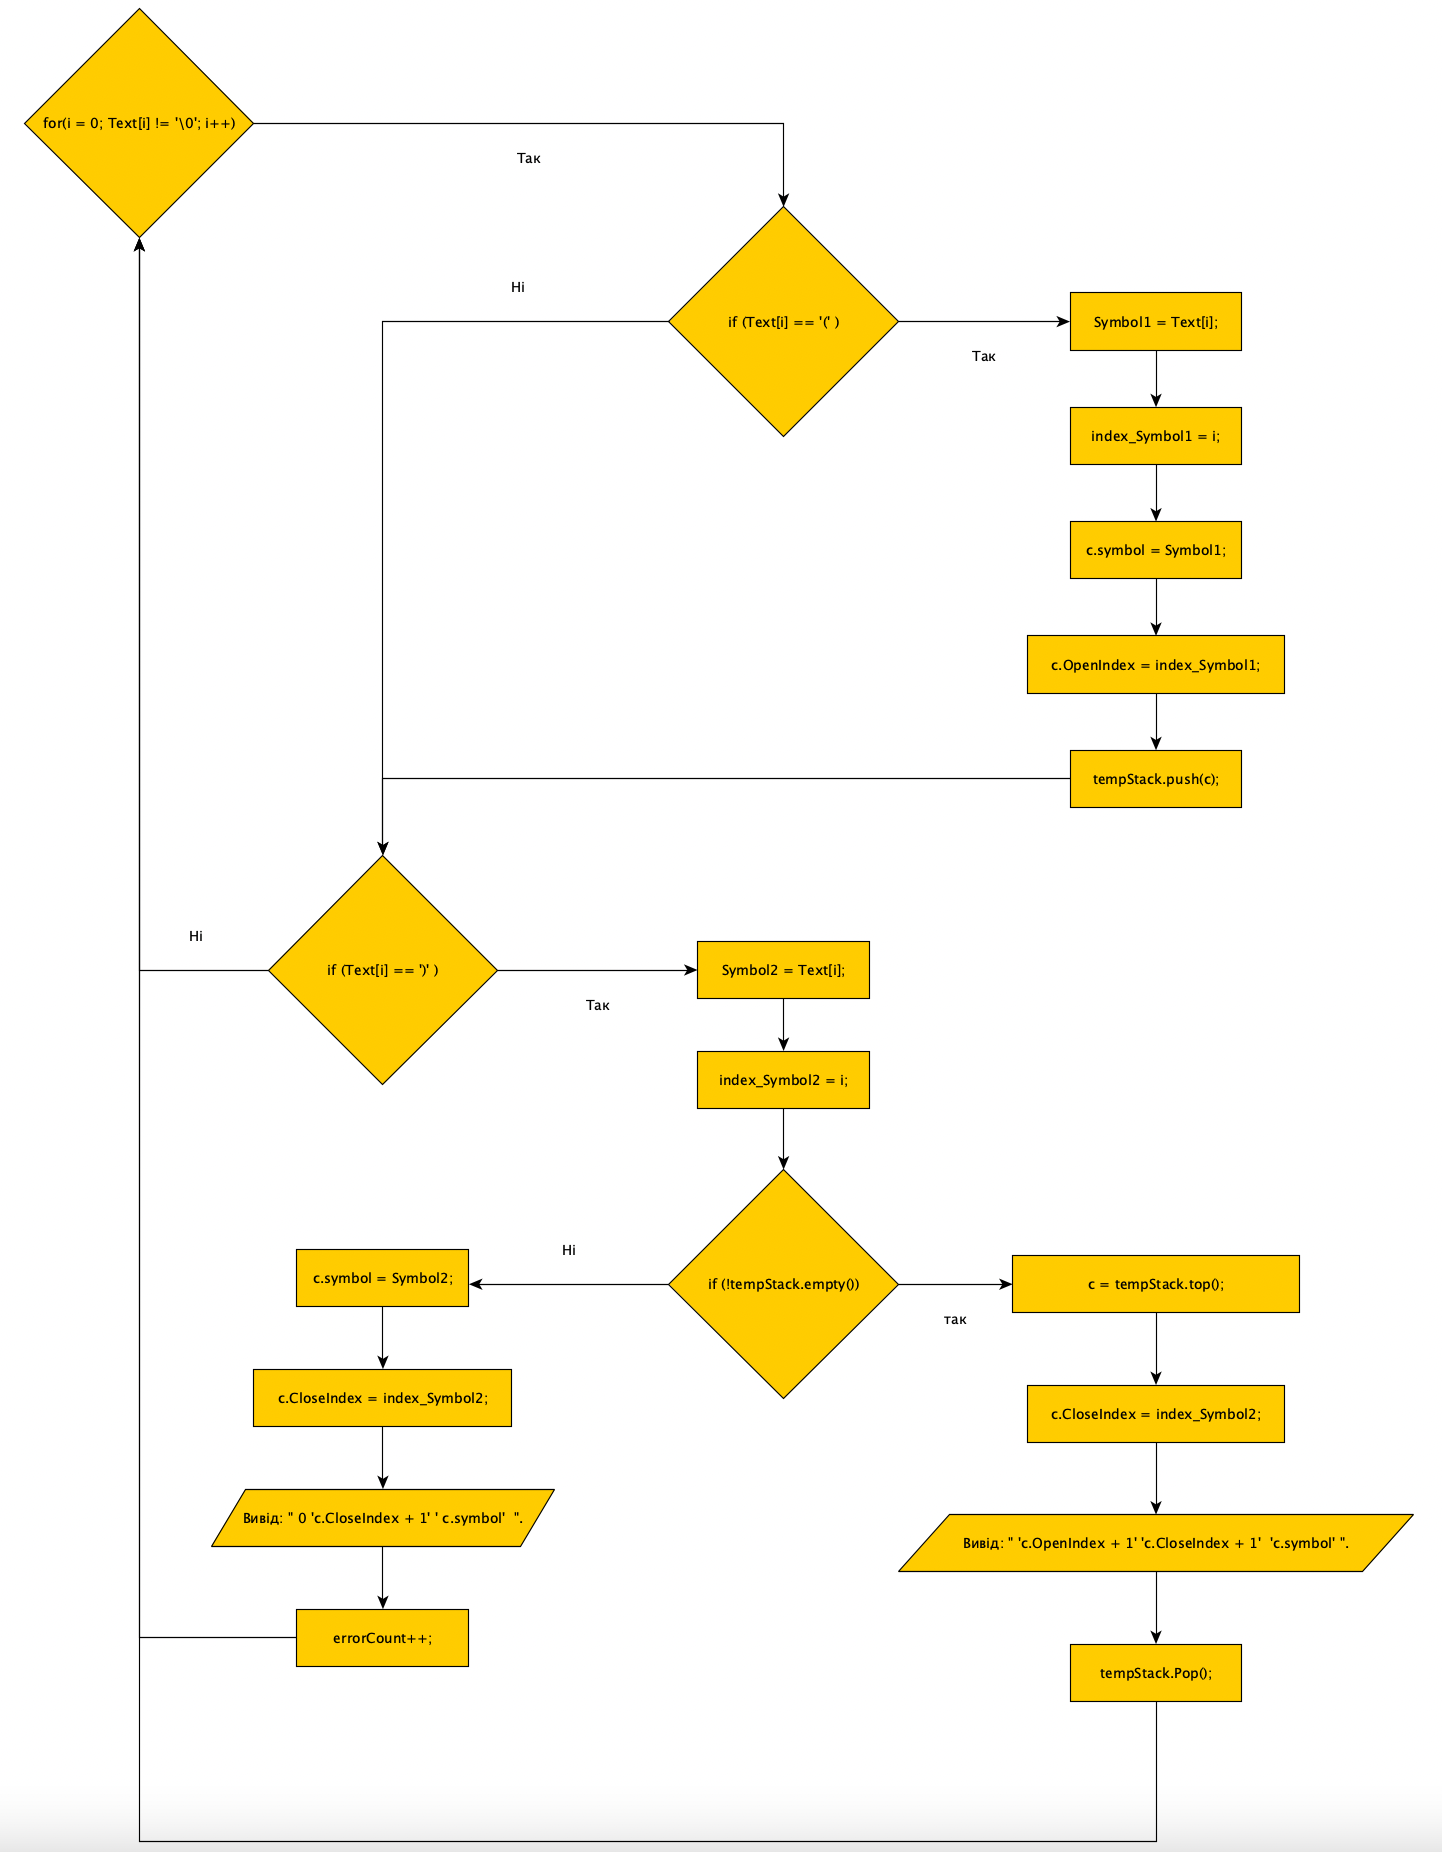 for(i = 0; Text[i] != '\0'; i++)
Так
if (Text[i] == '(' )
Ні
Так
Symbol1 = Text[i];
index_Symbol1 = i;
c.symbol = Symbol1;
c.OpenIndex = index_Symbol1;
tempStack.push(c);
if (Text[i] == ')' )
Ні
Так
Symbol2 = Text[i];
index_Symbol2 = i;
if (!tempStack.empty())
Ні
так
c.symbol = Symbol2;
c.CloseIndex = index_Symbol2;
Вивід: " 0 'c.CloseIndex + 1' ' c.symbol'  ".
errorCount++;
c = tempStack.top();
c.CloseIndex = index_Symbol2;
Вивід: " 'c.OpenIndex + 1' 'c.CloseIndex + 1'  'c.symbol' ".
tempStack.Pop();